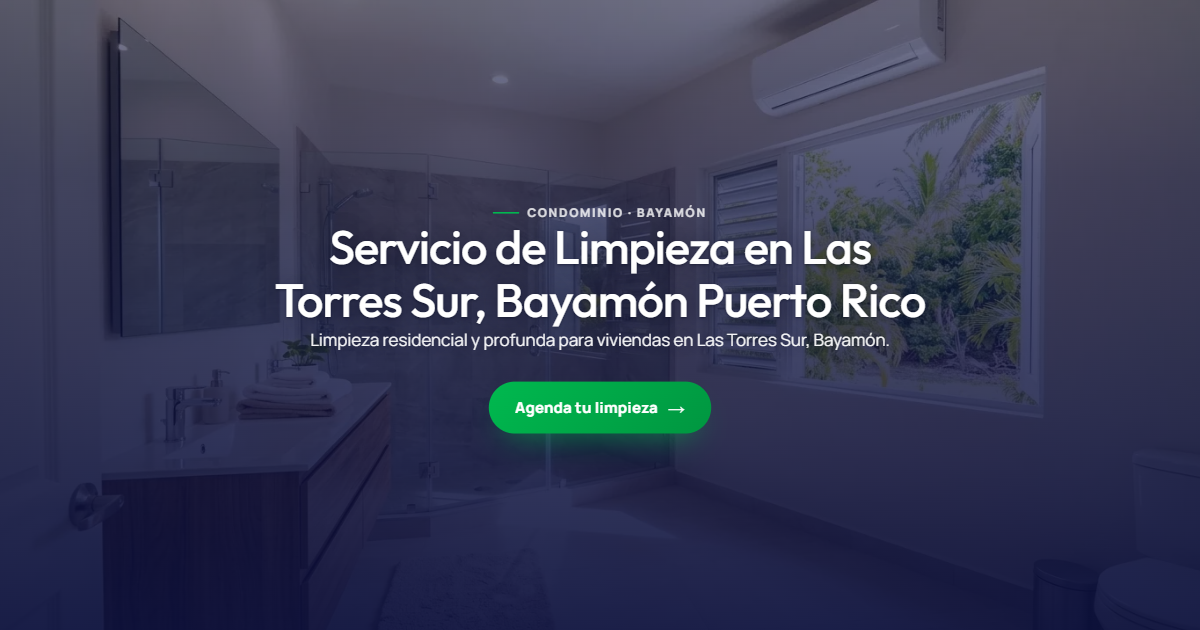 CONDOMINIO · BAYAMÓN
Servicio de Limpieza en Las
Torres Sur, Bayamón Puerto Rico
Limpieza residencial y profunda para viviendas en Las Torres Sur, Bayamón.
Agenda tu limpieza →